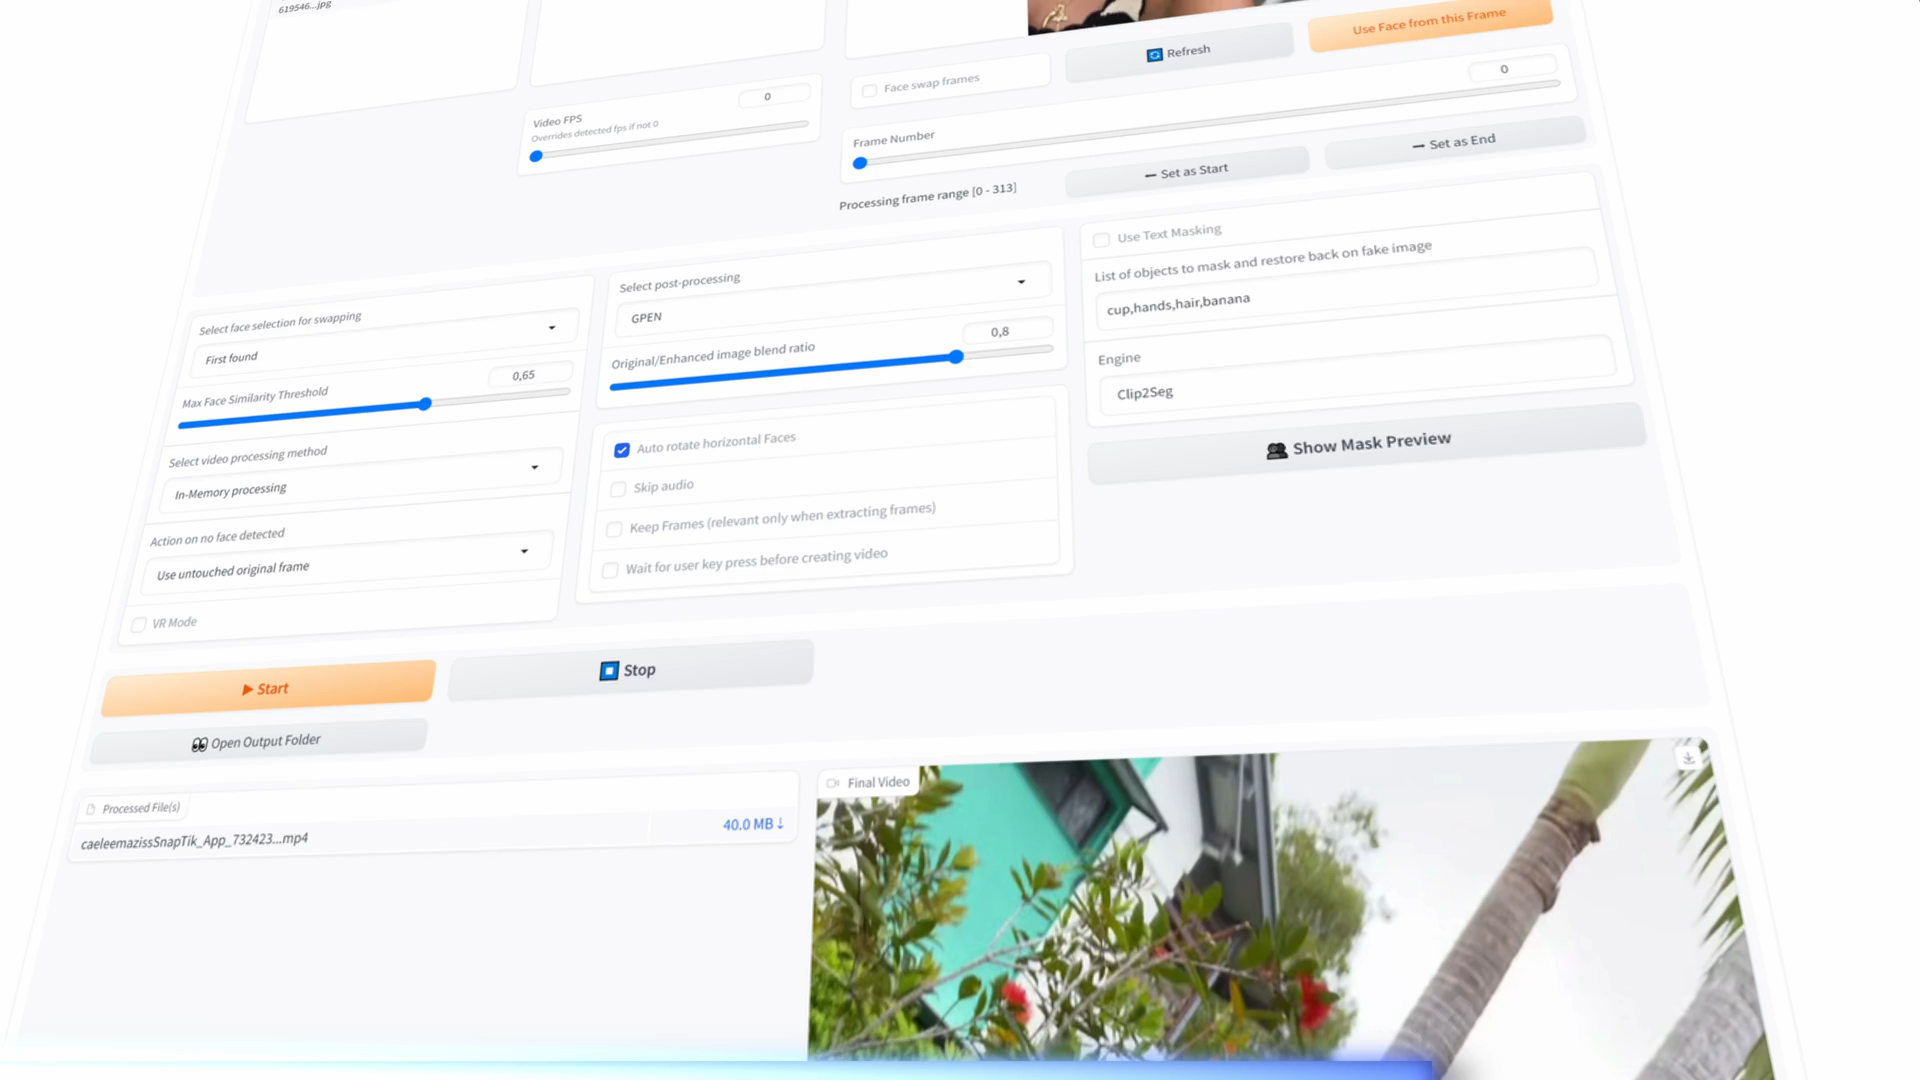 619546...jpg
Use Face from this Frame
Refresh
Face swap frames
0
Video FPS
Overrides detected fps if not 0
0
Frame Number
Set as Start
Set as End
Processing frame range [0 - 313]
Select face selection for swapping
First found
Max Face Similarity Threshold
0,65
Select video processing method
In-Memory processing
Action on no face detected
Use untouched original frame
VR Mode
Select post-processing
GPEN
Original/Enhanced image blend ratio
0,8
Auto rotate horizontal Faces
Skip audio
Keep Frames (relevant only when extracting frames)
Wait for user key press before creating video
Use Text Masking
List of objects to mask and restore back on fake image
cup,hands,hair,banana
Engine
Clip2Seg
Show Mask Preview
Start
Stop
Open Output Folder
Processed File(s)
caeleemazissSnapTik_App_732423...mp4
40.0 MB ↓
Final Video